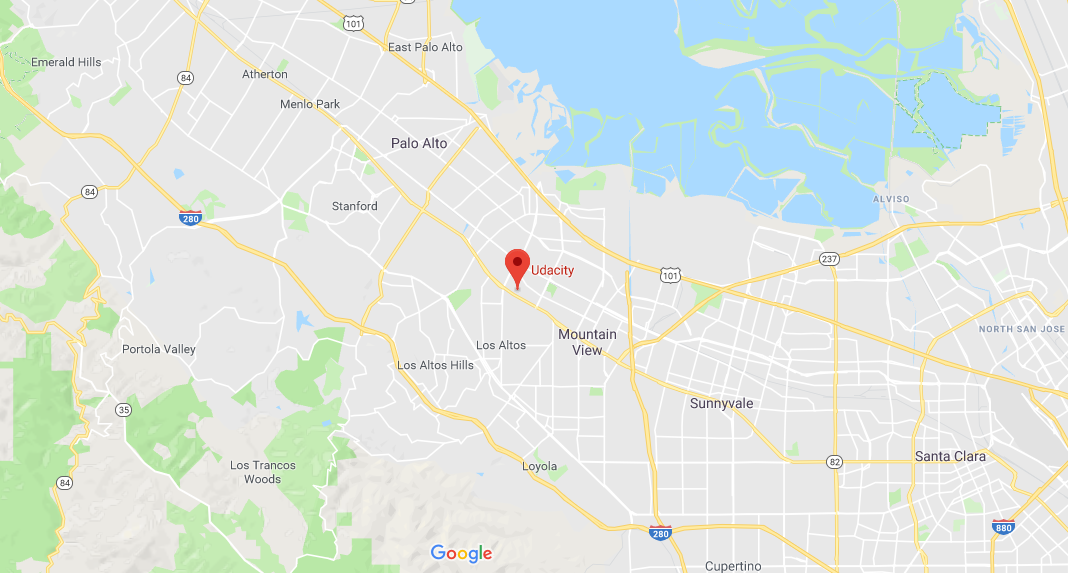 101
East Palo Alto
Emerald Hills
Atherton
84
Menlo Park
Palo Alto
84
Stanford
ALVISO
280
237
Udacity
101
NORTH SAN JOSE
Mountain
View
Los Altos
Portola Valley
Los Altos Hills
Sunnyvale
35
Santa Clara
82
Los Trancos
Woods
Loyola
84
280
880
Google
Cupertino